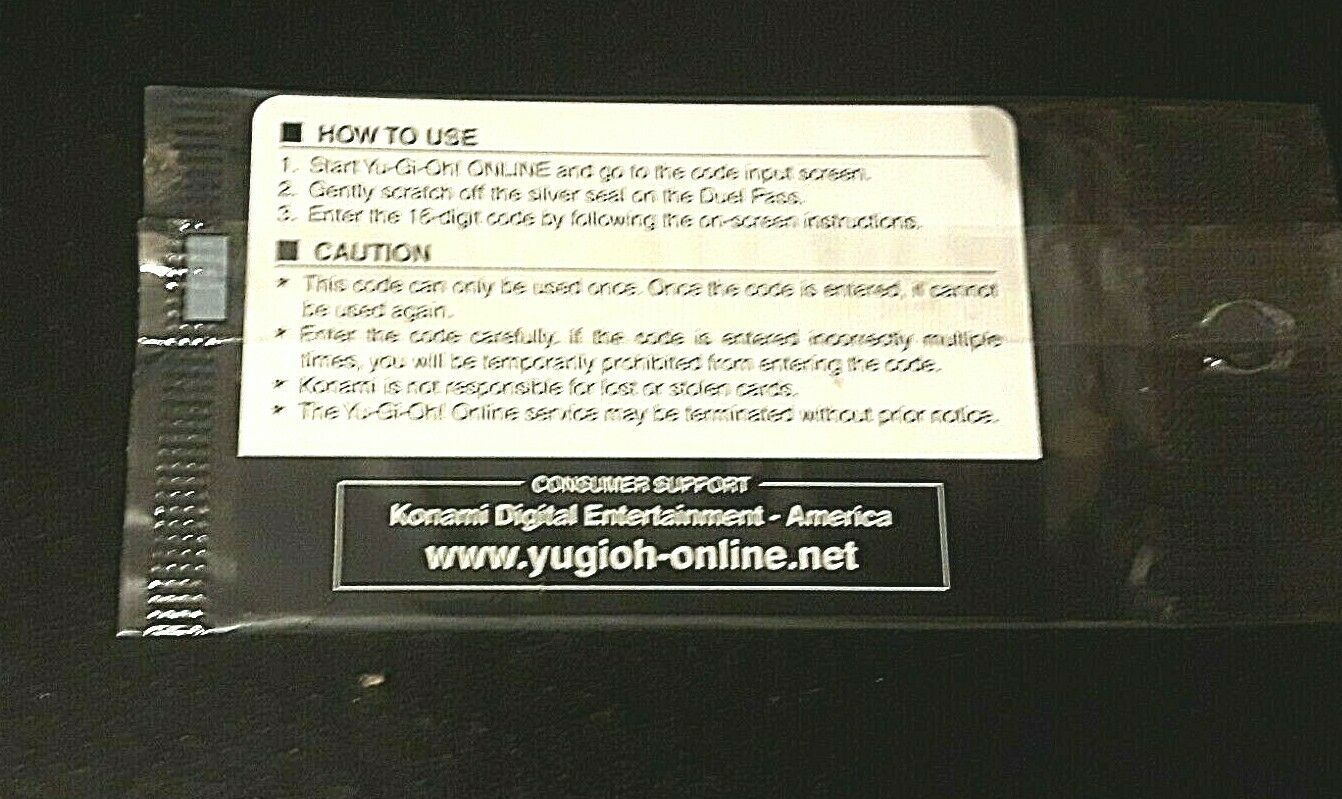 ■ HOW TO USE
1. Start Yu-Gi-Oh! ONLINE and go to the code input screen.
2. Gently scratch off the silver seal on the Duel Pass.
3. Enter the 16-digit code by following the on-screen instructions.
■ CAUTION
* This code can only be used once. Once the code is entered, it cannot
be used again.
* Enter the code carefully. If the code is entered incorrectly multiple
times, you will be temporarily prohibited from entering the code.
* Konami is not responsible for lost or stolen cards.
* The Yu-Gi-Oh! Online service may be terminated without prior notice.
CONSUMER SUPPORT
Konami Digital Entertainment - America
www.yugioh-online.net